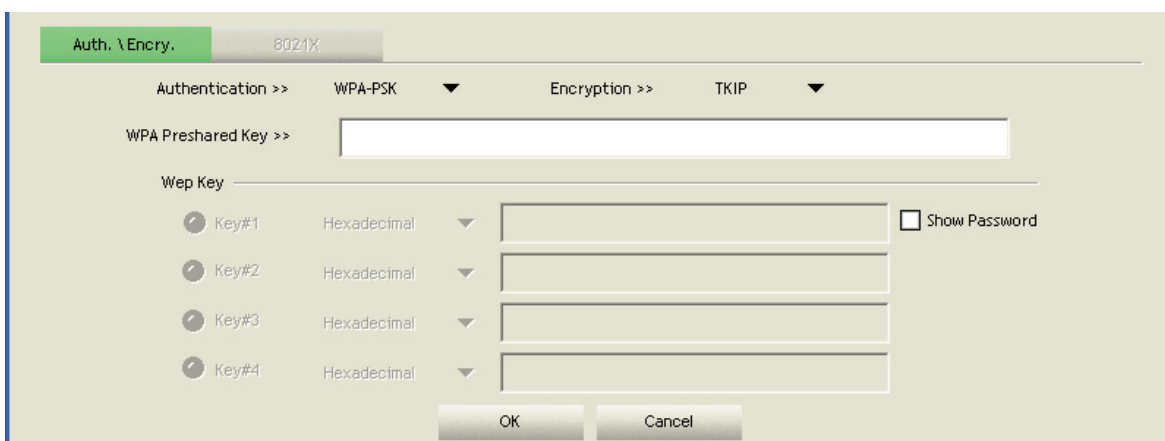 Auth. \ Encry. 8021X
Authentication >> WPA-PSK Encryption >> TKIP
WPA Preshared Key >>
Wep Key
Key#1 Hexadecimal Show Password
Key#2 Hexadecimal
Key#3 Hexadecimal
Key#4 Hexadecimal
OK Cancel